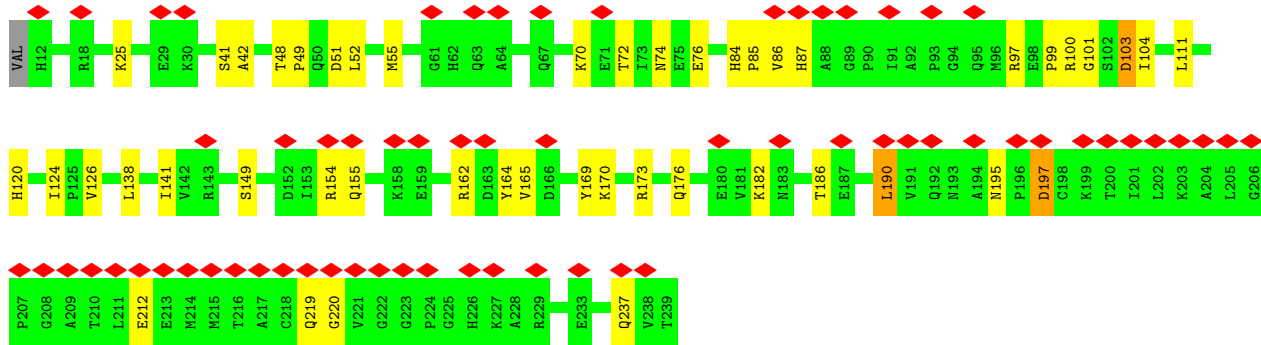 VAL H12 R18 K25 E29 K30 S41 A42 T48 P49 Q50 D51 L52 M55 G61 H62 Q63 A64 Q67 K70 E71 T72 I73 N74 E75 E76 H84 P85 V86 H87 A88 G89 P90 I91 A92 P93 G94 Q95 M96 R97 E98 P99 R100 G101 S102 D103 I104 L111
H120 I124 P125 V126 L138 I141 V142 R143 S149 D152 I153 R154 Q155 K158 E159 R162 D163 Y164 V165 D166 Y169 K170 R173 Q176 E180 V181 K182 N183 T186 E187 L190 V191 Q192 N193 A194 N195 P196 D197 C198 K199 T200 I201 L202 K203 A204 L205 G206
P207 G208 A209 T210 L211 E212 E213 M214 M215 T216 A217 C218 Q219 G220 V221 G222 G223 P224 G225 H226 K227 A228 R229 E233 Q237 V238 T239